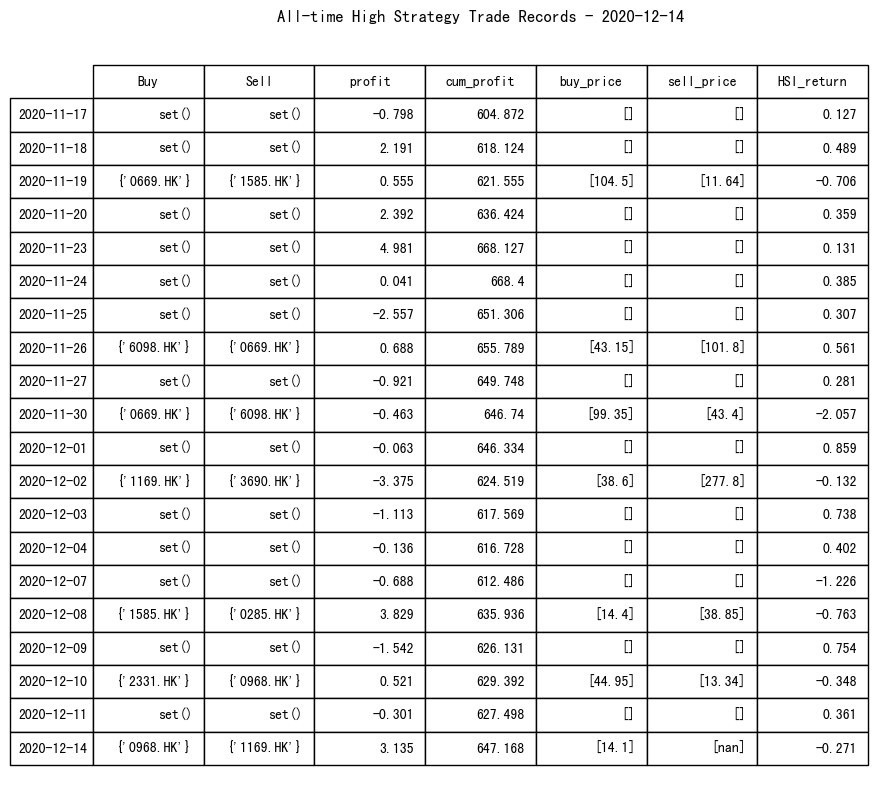 All-time High Strategy Trade Records - 2020-12-14
Buy Sell profit cum_profit buy_price sell_price HSI_return
2020-11-17 set() set() -0.798 604.872 [] [] 0.127
2020-11-18 set() set() 2.191 618.124 [] [] 0.489
2020-11-19 {'0669.HK'} {'1585.HK'} 0.555 621.555 [104.5] [11.64] -0.706
2020-11-20 set() set() 2.392 636.424 [] [] 0.359
2020-11-23 set() set() 4.981 668.127 [] [] 0.131
2020-11-24 set() set() 0.041 668.4 [] [] 0.385
2020-11-25 set() set() -2.557 651.306 [] [] 0.307
2020-11-26 {'6098.HK'} {'0669.HK'} 0.688 655.789 [43.15] [101.8] 0.561
2020-11-27 set() set() -0.921 649.748 [] [] 0.281
2020-11-30 {'0669.HK'} {'6098.HK'} -0.463 646.74 [99.35] [43.4] -2.057
2020-12-01 set() set() -0.063 646.334 [] [] 0.859
2020-12-02 {'1169.HK'} {'3690.HK'} -3.375 624.519 [38.6] [277.8] -0.132
2020-12-03 set() set() -1.113 617.569 [] [] 0.738
2020-12-04 set() set() -0.136 616.728 [] [] 0.402
2020-12-07 set() set() -0.688 612.486 [] [] -1.226
2020-12-08 {'1585.HK'} {'0285.HK'} 3.829 635.936 [14.4] [38.85] -0.763
2020-12-09 set() set() -1.542 626.131 [] [] 0.754
2020-12-10 {'2331.HK'} {'0968.HK'} 0.521 629.392 [44.95] [13.34] -0.348
2020-12-11 set() set() -0.301 627.498 [] [] 0.361
2020-12-14 {'0968.HK'} {'1169.HK'} 3.135 647.168 [14.1] [nan] -0.271